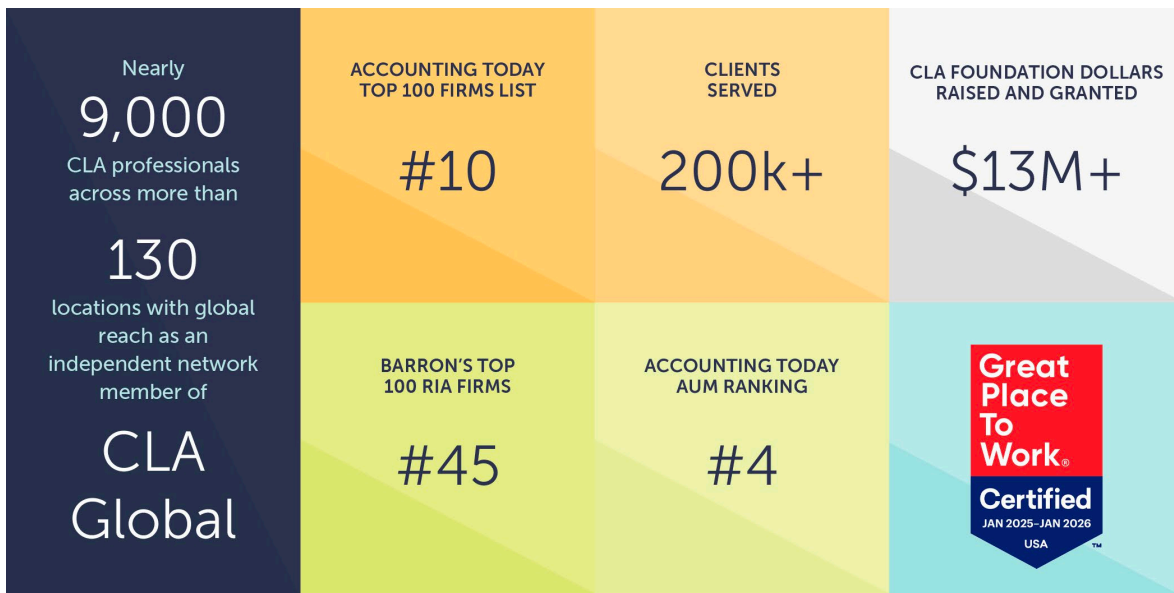 Nearly
9,000
CLA professionals
across more than
130
locations with global
reach as an
independent network
member of
CLA
Global
ACCOUNTING TODAY
TOP 100 FIRMS LIST
#10
CLIENTS
SERVED
200k+
CLA FOUNDATION DOLLARS
RAISED AND GRANTED
$13M+
BARRON'S TOP
100 RIA FIRMS
#45
ACCOUNTING TODAY
AUM RANKING
#4
Great
Place
To
Work®
Certified
JAN 2025–JAN 2026
USA
™